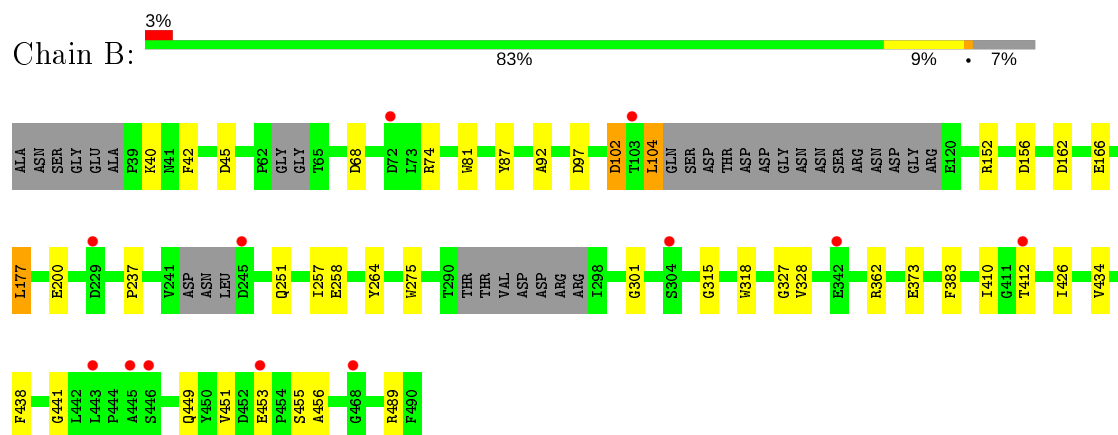 3%
Chain B:
83% 9% • 7%
ALA ASN SER GLY GLU ALA P39 K40 N41 F42 D45 P62 GLY GLY T65 D68 D72 L73 R74 W81 Y87 A92 D97 D102 T103 L104 GLN SER ASP THR ASP ASP GLY ASN ASN SER ARG ASN ASP GLY ARG E120 R152 D156 D162 E166
L177 E200 D229 P237 V241 ASP ASN LEU D245 Q251 I257 E258 Y264 W275 T290 THR THR VAL ASP ASP ARG ARG I298 G301 S304 G315 W318 G327 V328 E342 R362 E373 F383 I410 G411 T412 I426 V434
F438 G441 L442 L443 P444 A445 S446 Q449 Y450 V451 D452 E453 P454 S455 A456 G468 R489 F490